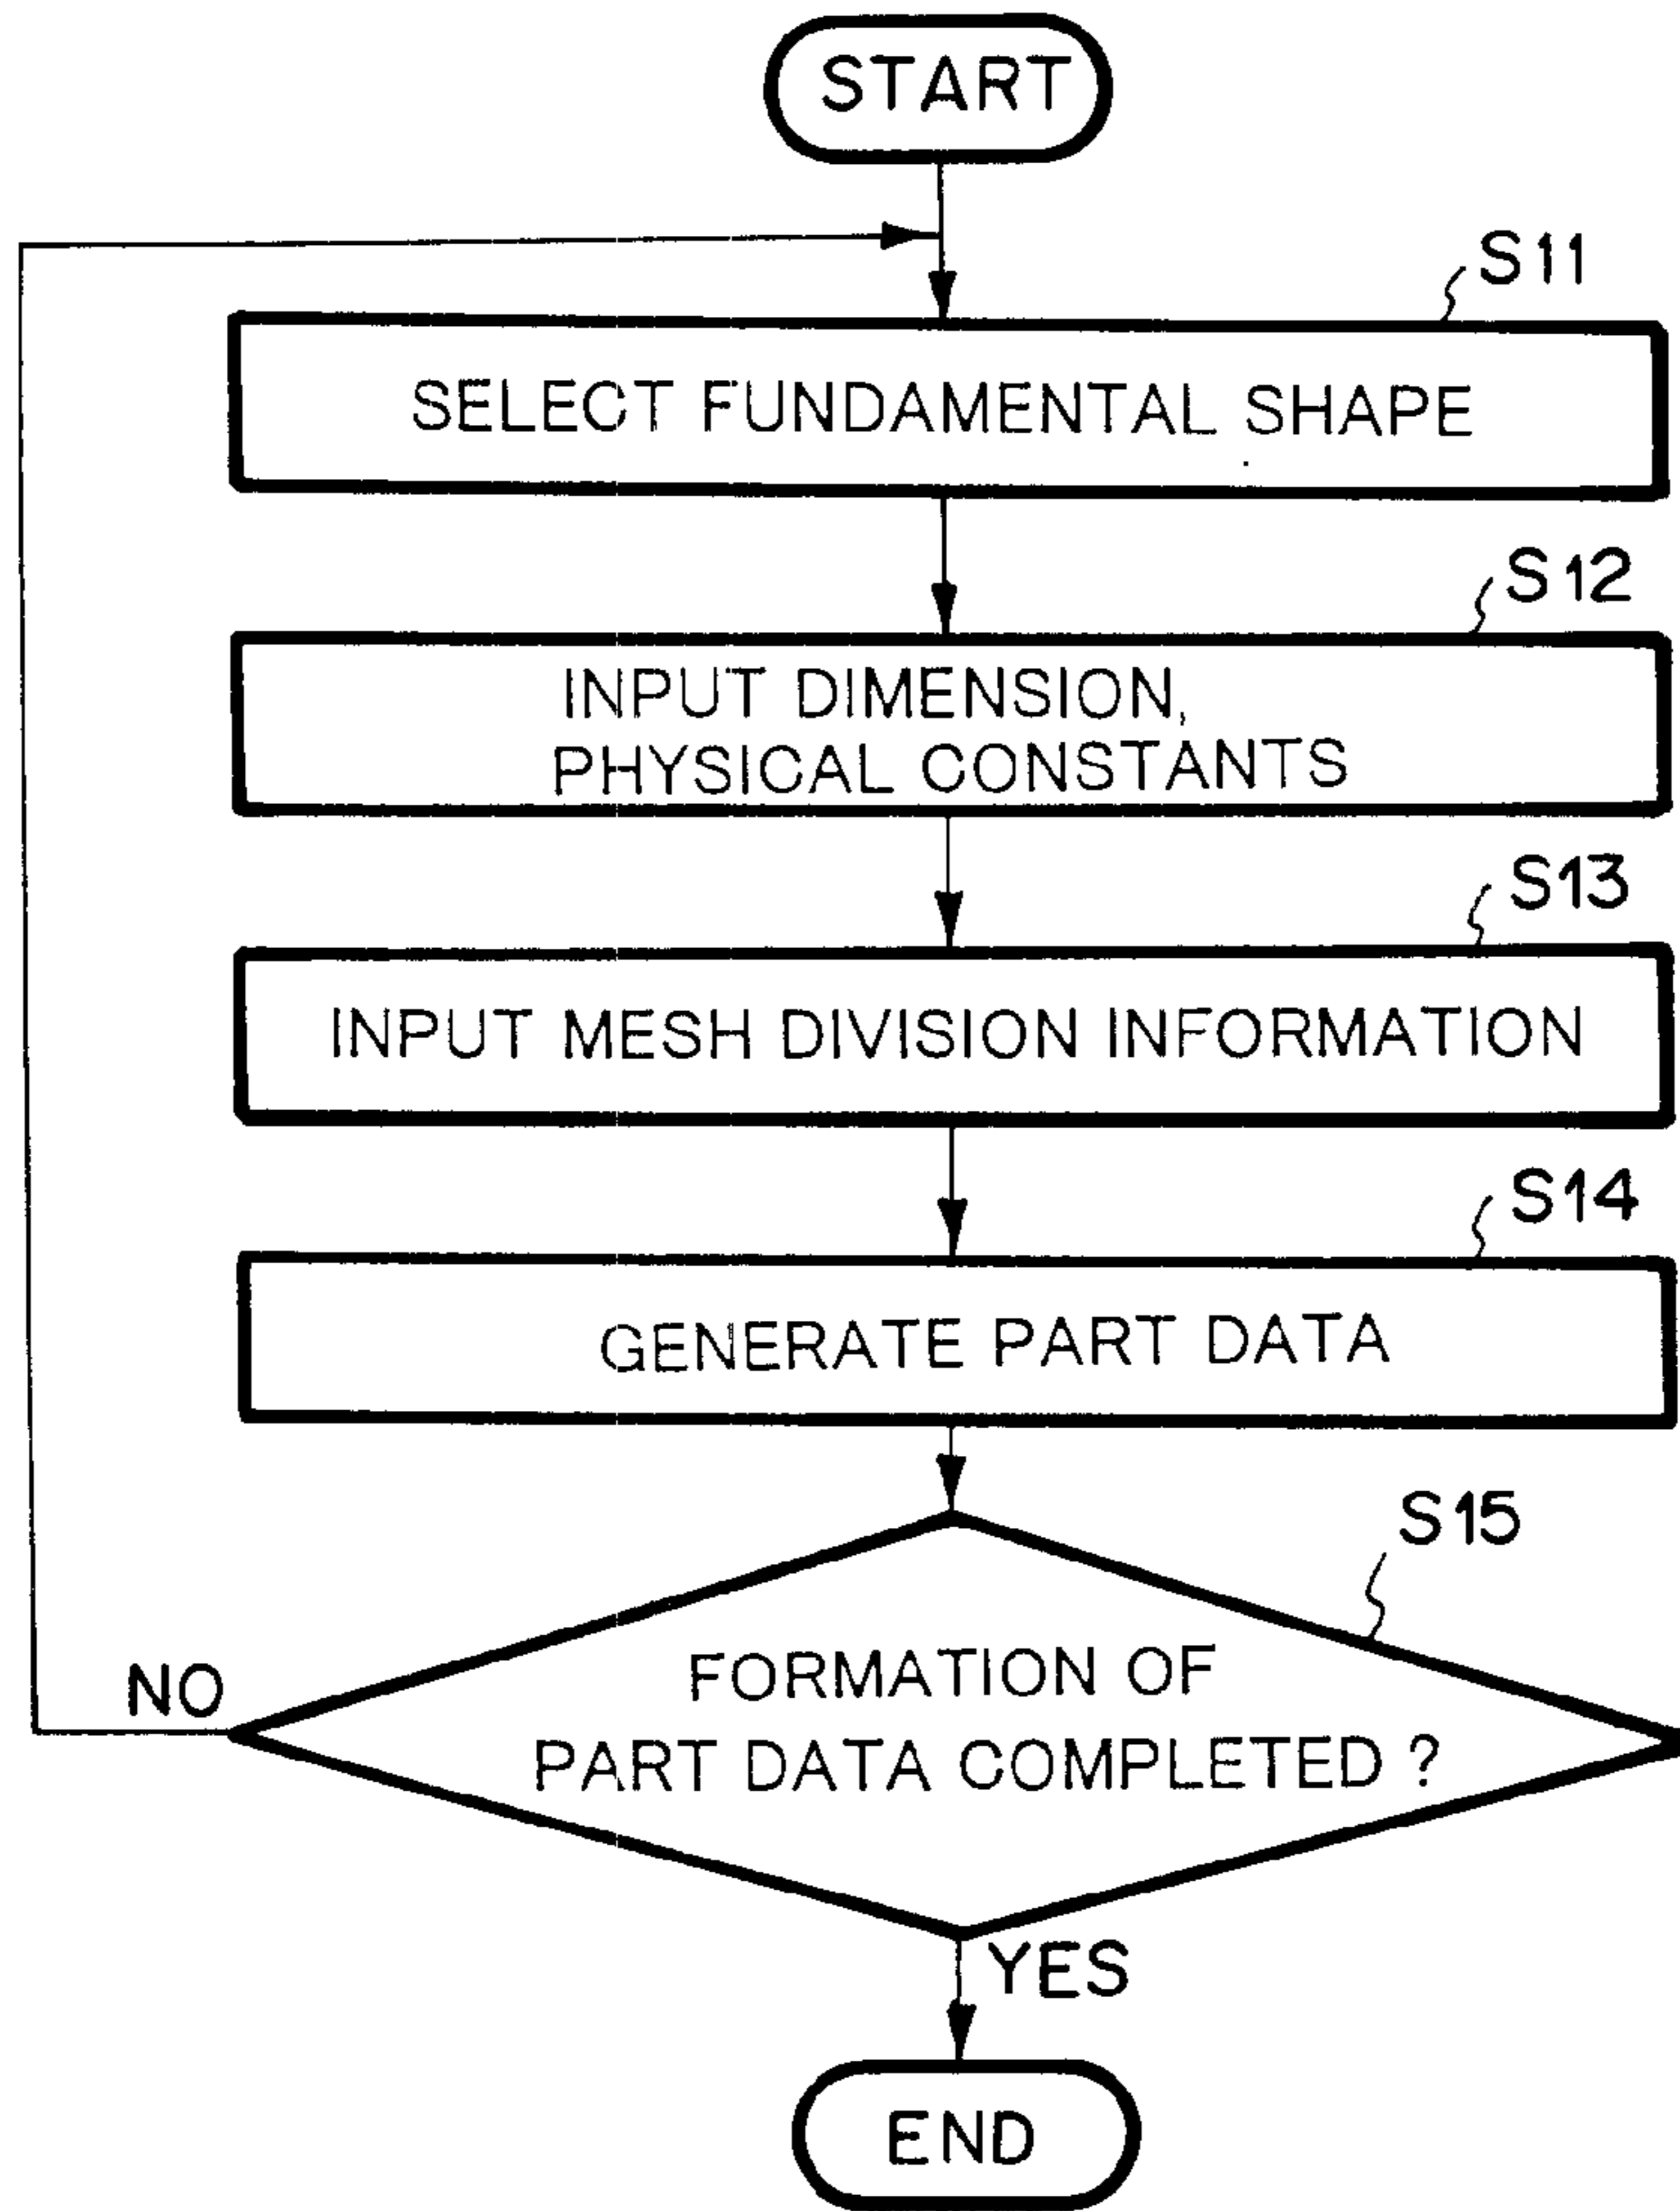 START
S11
SELECT FUNDAMENTAL SHAPE
S12
INPUT DIMENSION,
PHYSICAL CONSTANTS
S13
INPUT MESH DIVISION INFORMATION
S14
GENERATE PART DATA
S15
FORMATION OF
PART DATA COMPLETED ?
NO
YES
END